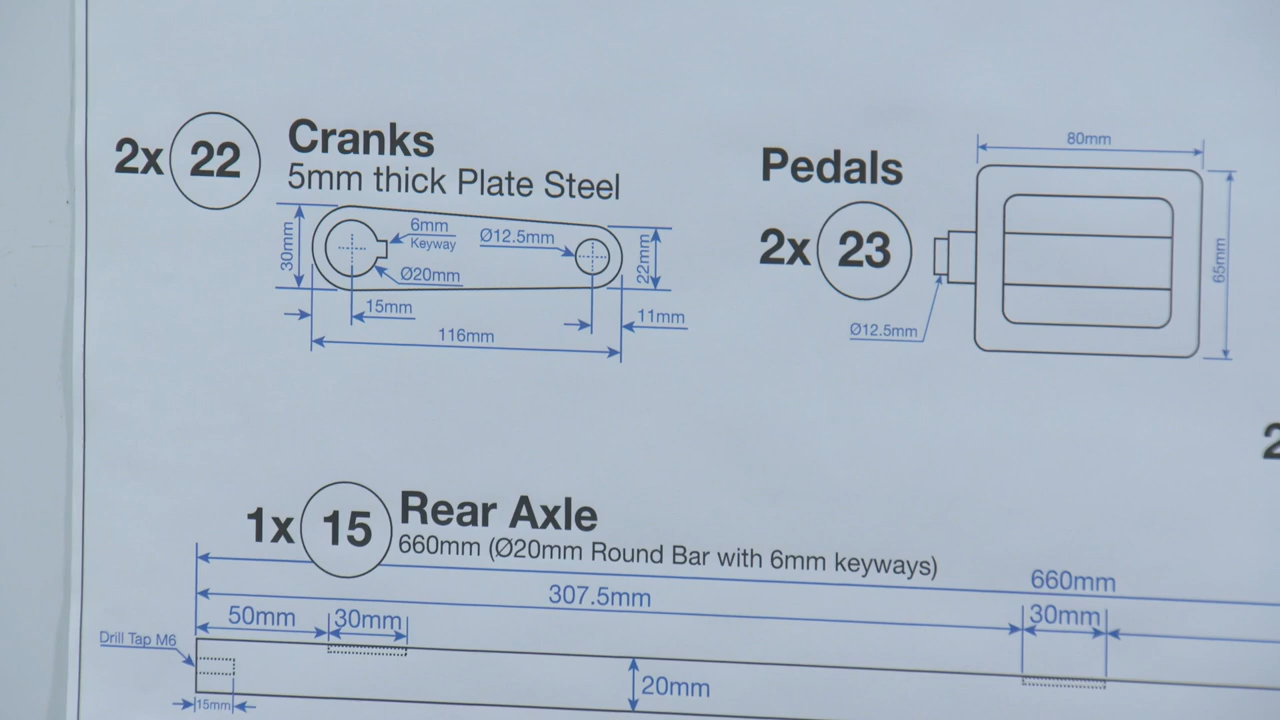 2x 22 Cranks
5mm thick Plate Steel
30mm
6mm
Keyway
Ø12.5mm
Ø20mm
22mm
15mm
11mm
116mm
Pedals
2x 23
80mm
65mm
Ø12.5mm
2
1x 15 Rear Axle
660mm (Ø20mm Round Bar with 6mm keyways)
660mm
307.5mm
50mm
30mm
30mm
Drill Tap M6
20mm
15mm